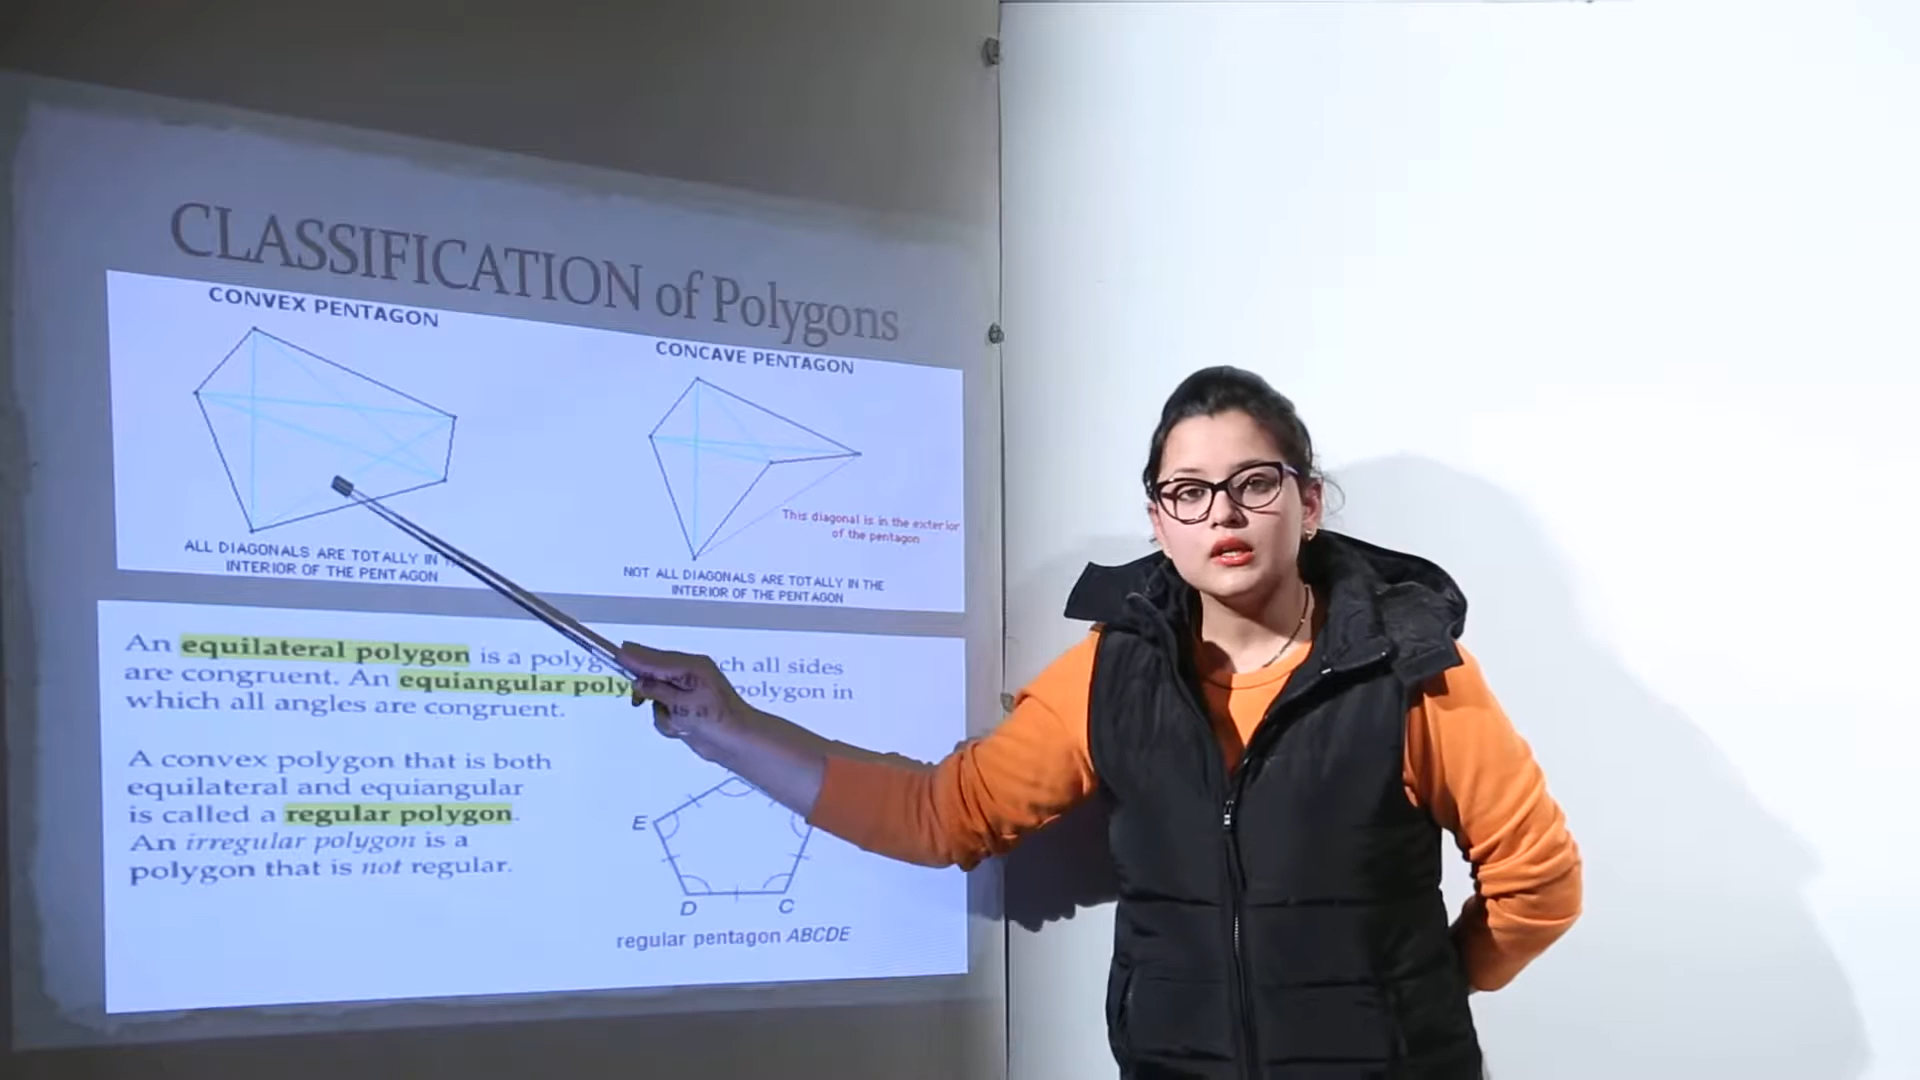 CLASSIFICATION of Polygons
CONVEX PENTAGON
ALL DIAGONALS ARE TOTALLY IN
INTERIOR OF THE PENTAGON
CONCAVE PENTAGON
This diagonal is in the exterior
of the pentagon
NOT ALL DIAGONALS ARE TOTALLY IN THE
INTERIOR OF THE PENTAGON
An equilateral polygon is a all sides
are congruent. An equiangular polygon in
which all angles are congruent. is a
A convex polygon that is both
equilateral and equiangular
is called a regular polygon.
An irregular polygon is a
polygon that is not regular.
E
D C
regular pentagon ABCDE